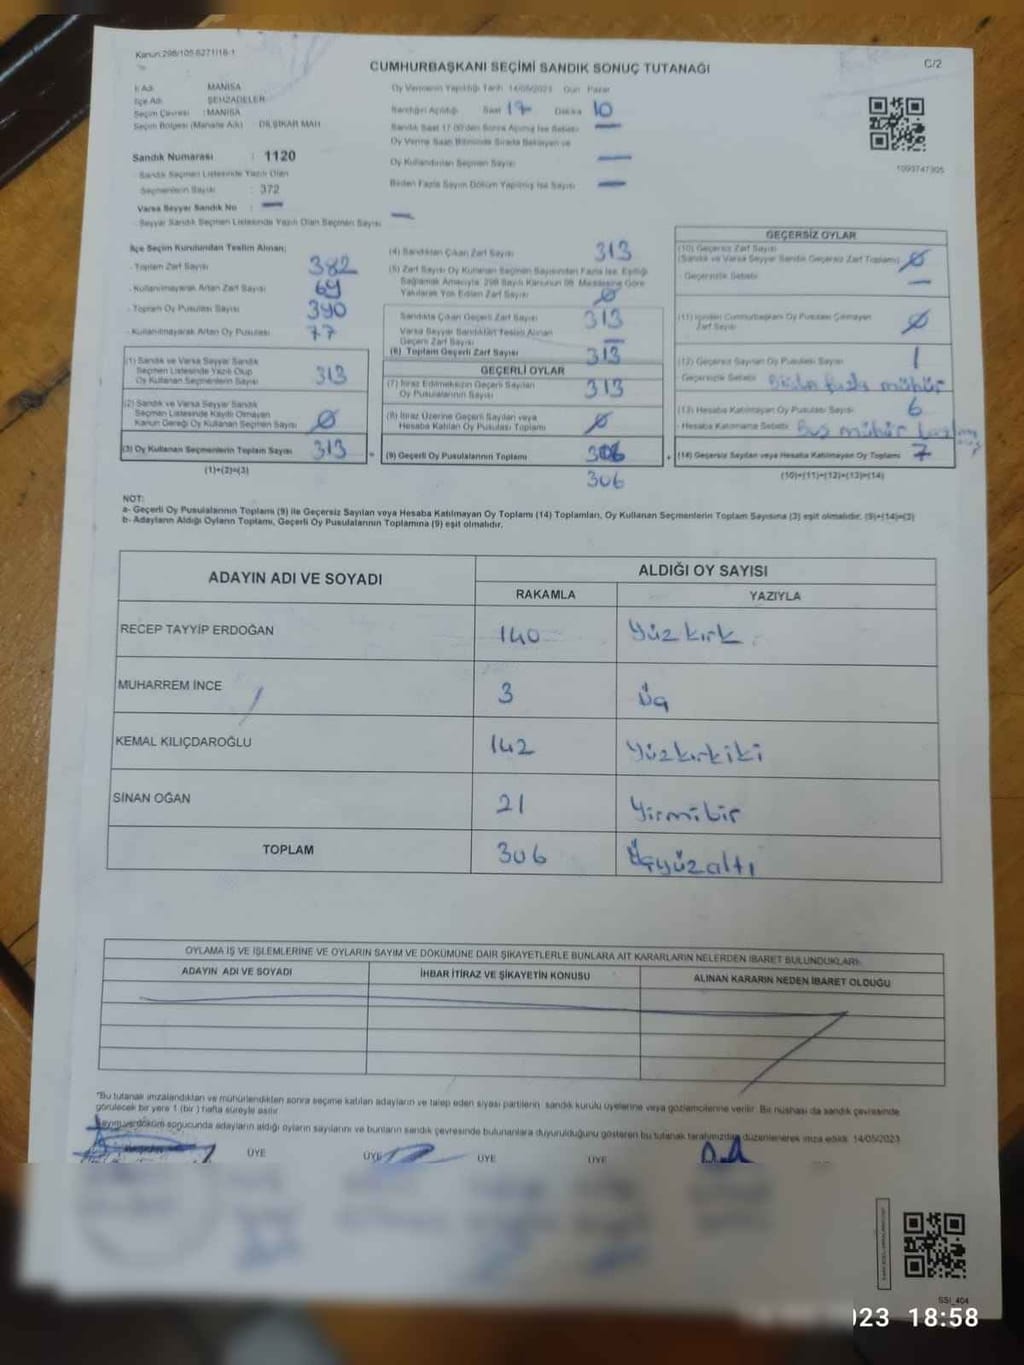 Kanun:298/105-6271/16-1
CUMHURBAŞKANI SEÇİMİ SANDIK SONUÇ TUTANAĞI
C/2
İl Adı MANİSA
İlçe Adı ŞEHZADELER
Seçim Çevresi : MANİSA
Seçim Bölgesi (Mahalle Adı) DİLŞİKAR MAH
Sandık Numarası : 1120
Sandık Seçmen Listesinde Yazılı Olan
Seçmenlerin Sayısı : 372
Varsa Seyyar Sandık No : —
Seyyar Sandık Seçmen Listesinde Yazılı Olan Seçmen Sayısı —
Oy Vermenin Yapıldığı Tarih 14/05/2023 Gün Pazar
Sandığın Açıldığı Saat 17 Dakika 10
Sandık Saat 17.00'den Sonra Açılmış İse Sebebi —
Oy Verme Saati Bitiminde Sırada Bekleyen ve
Oy Kullandırılan Seçmen Sayısı —
Birden Fazla Sayım Döküm Yapılmış İse Sayısı —
1093747305
İlçe Seçim Kurulundan Teslim Alınan;
- Toplam Zarf Sayısı 382
- Kullanılmayarak Artan Zarf Sayısı 69
- Toplam Oy Pusulası Sayısı 390
- Kullanılmayarak Artan Oy Pusulası 77
(1) Sandık ve Varsa Seyyar Sandık
Seçmen Listesinde Yazılı Olup
Oy Kullanan Seçmenlerin Sayısı 313
(2) Sandık ve Varsa Seyyar Sandık
Seçmen Listesinde Kayıtlı Olmayan
Kanun Gereği Oy Kullanan Seçmen Sayısı Ø
(3) Oy Kullanan Seçmenlerin Toplam Sayısı 313 =
(1)+(2)=(3)
(4) Sandıktan Çıkan Zarf Sayısı 313
(5) Zarf Sayısı Oy Kullanan Seçmen Sayısından Fazla İse, Eşitliği
Sağlamak Amacıyla, 298 Sayılı Kanunun 98. Maddesine Göre
Yakılarak Yok Edilen Zarf Sayısı Ø
Sandıkta Çıkan Geçerli Zarf Sayısı 313
Varsa Seyyar Sandıktan Teslim Alınan
Geçerli Zarf Sayısı —
(6) Toplam Geçerli Zarf Sayısı 313
GEÇERLİ OYLAR
(7) İtiraz Edilmeksizin Geçerli Sayılan
Oy Pusulalarının Sayısı 313
(8) İtiraz Üzerine Geçerli Sayılan veya
Hesaba Katılan Oy Pusulası Toplamı Ø
(9) Geçerli Oy Pusulalarının Toplamı 306 +
306
GEÇERSİZ OYLAR
(10) Geçersiz Zarf Sayısı
(Sandık ve Varsa Seyyar Sandık Geçersiz Zarf Toplamı) Ø
- Geçersizlik Sebebi —
(11) İçinden Cumhurbaşkanı Oy Pusulası Çıkmayan
Zarf Sayısı Ø
(12) Geçersiz Sayılan Oy Pusulası Sayısı 1
- Geçersizlik Sebebi Birden fazla mühür
(13) Hesaba Katılmayan Oy Pusulası Sayısı 6
- Hesaba Katılmama Sebebi Boş mühür
(14) Geçersiz Sayılan veya Hesaba Katılmayan Oy Toplamı 7
(10)+(11)+(12)+(13)=(14)
NOT:
a- Geçerli Oy Pusulalarının Toplamı (9) ile Geçersiz Sayılan veya Hesaba Katılmayan Oy Toplamı (14) Toplamları, Oy Kullanan Seçmenlerin Toplam Sayısına (3) eşit olmalıdır. (9)+(14)=(3)
b- Adayların Aldığı Oyların Toplamı, Geçerli Oy Pusulalarının Toplamına (9) eşit olmalıdır.
ADAYIN ADI VE SOYADI
ALDIĞI OY SAYISI
RAKAMLA YAZIYLA
RECEP TAYYİP ERDOĞAN 140 Yüzkırk
MUHARREM İNCE 3 Üç
KEMAL KILIÇDAROĞLU 142 Yüzkırkiki
SİNAN OĞAN 21 Yirmibir
TOPLAM 306 Üçyüzaltı
OYLAMA İŞ VE İŞLEMLERİNE VE OYLARIN SAYIM VE DÖKÜMÜNE DAİR ŞİKAYETLERLE BUNLARA AİT KARARLARIN NELERDEN İBARET BULUNDUKLARI:
ADAYIN ADI VE SOYADI İHBAR İTİRAZ VE ŞİKAYETİN KONUSU ALINAN KARARIN NEDEN İBARET OLDUĞU
"Bu tutanak imzalandıktan ve mühürlendikten sonra seçime katılan adayların ve talep eden siyasi partilerin sandık kurulu üyelerine veya gözlemcilerine verilir. Bir nüshası da sandık çevresinde
görülecek bir yere 1 (bir ) hafta süreyle asılır.
Sayım ve döküm sonucunda adayların aldığı oyların sayılarını ve bunların sandık çevresinde bulunanlara duyurulduğunu gösteren bu tutanak tarafımızdan düzenlenerek imza edildi. 14/05/2023
ÜYE ÜYE ÜYE ÜYE
SSI_404
023 18:58